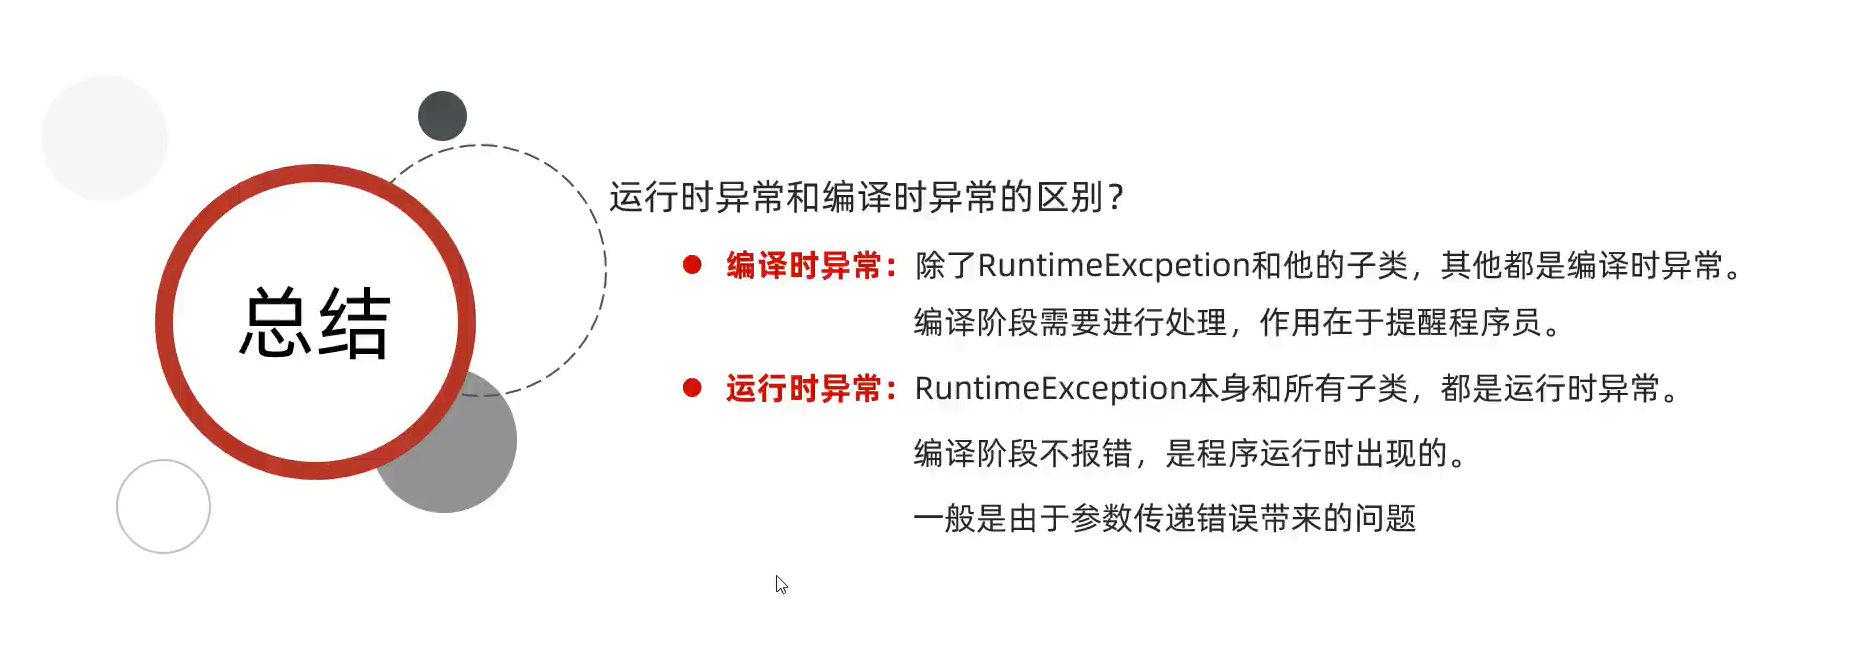 总结
运行时异常和编译时异常的区别？
编译时异常：除了RuntimeExcpetion和他的子类，其他都是编译时异常。
编译阶段需要进行处理，作用在于提醒程序员。
运行时异常：RuntimeException本身和所有子类，都是运行时异常。
编译阶段不报错，是程序运行时出现的。
一般是由于参数传递错误带来的问题